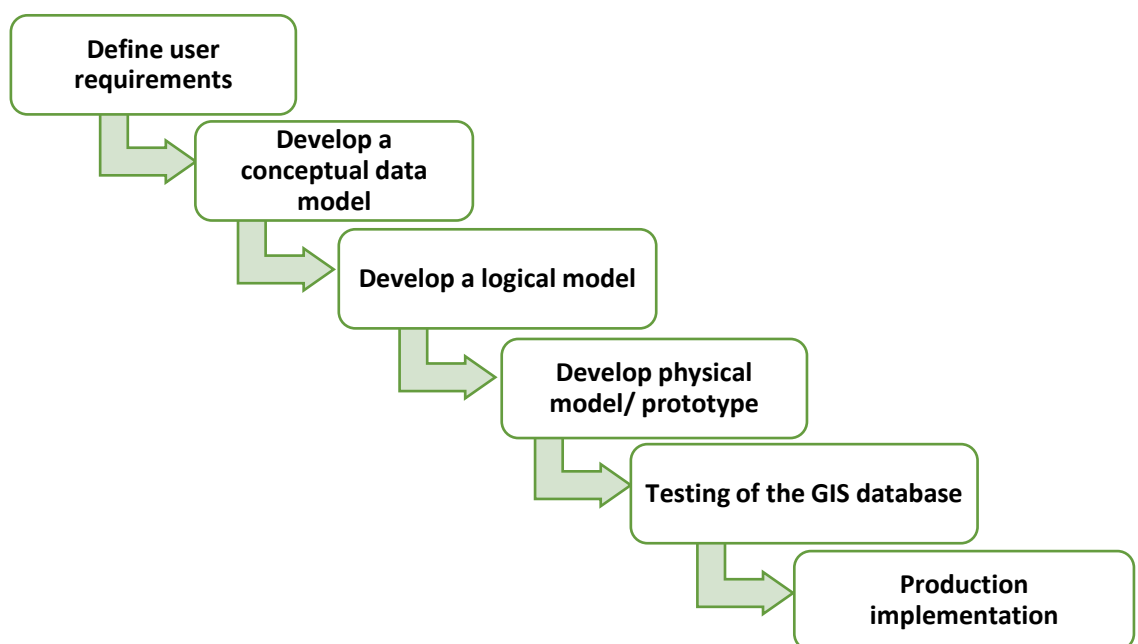 Define user
requirements
Develop a
conceptual data
model
Develop a logical model
Develop physical
model/ prototype
Testing of the GIS database
Production
implementation